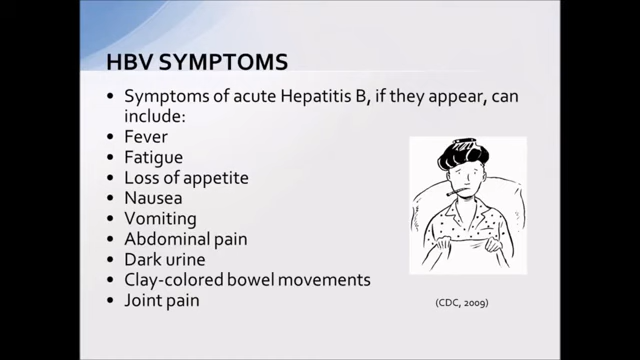 HBV SYMPTOMS
• Symptoms of acute Hepatitis B, if they appear, can
include:
• Fever
• Fatigue
• Loss of appetite
• Nausea
• Vomiting
• Abdominal pain
• Dark urine
• Clay-colored bowel movements
• Joint pain
(CDC, 2009)